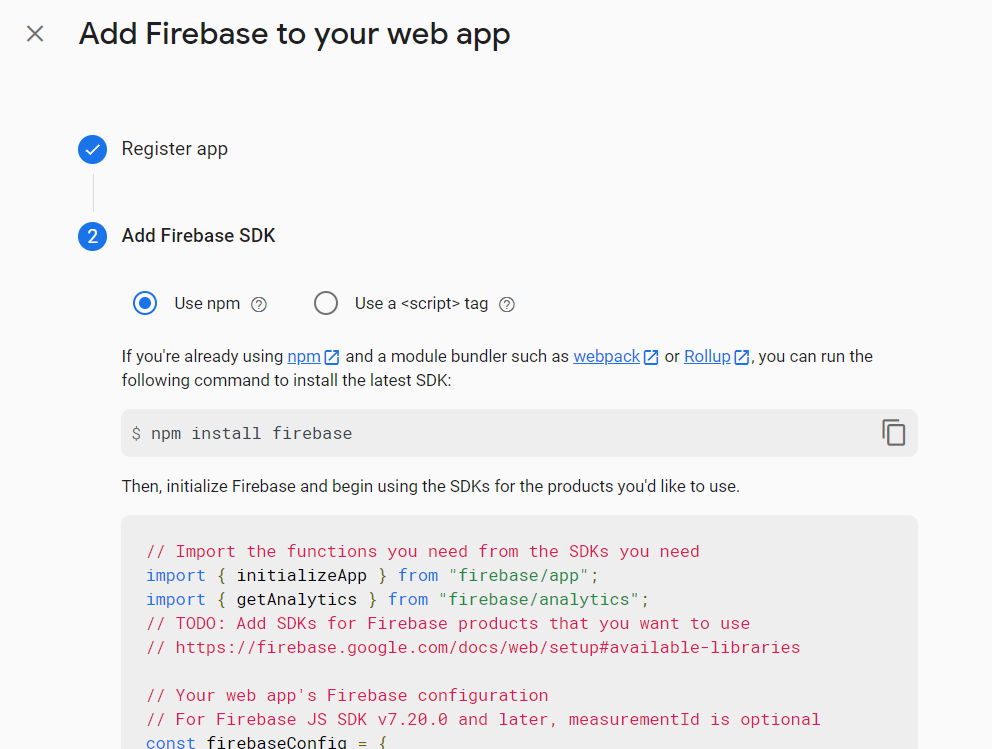 Add Firebase to your web app
Register app
2 Add Firebase SDK
Use npm ? Use a <script> tag ?
If you're already using npm and a module bundler such as webpack or Rollup, you can run the
following command to install the latest SDK:
$ npm install firebase
Then, initialize Firebase and begin using the SDKs for the products you'd like to use.
// Import the functions you need from the SDKs you need
import { initializeApp } from "firebase/app";
import { getAnalytics } from "firebase/analytics";
// TODO: Add SDKs for Firebase products that you want to use
// https://firebase.google.com/docs/web/setup#available-libraries
// Your web app's Firebase configuration
// For Firebase JS SDK v7.20.0 and later, measurementId is optional
const firebaseConfig = {